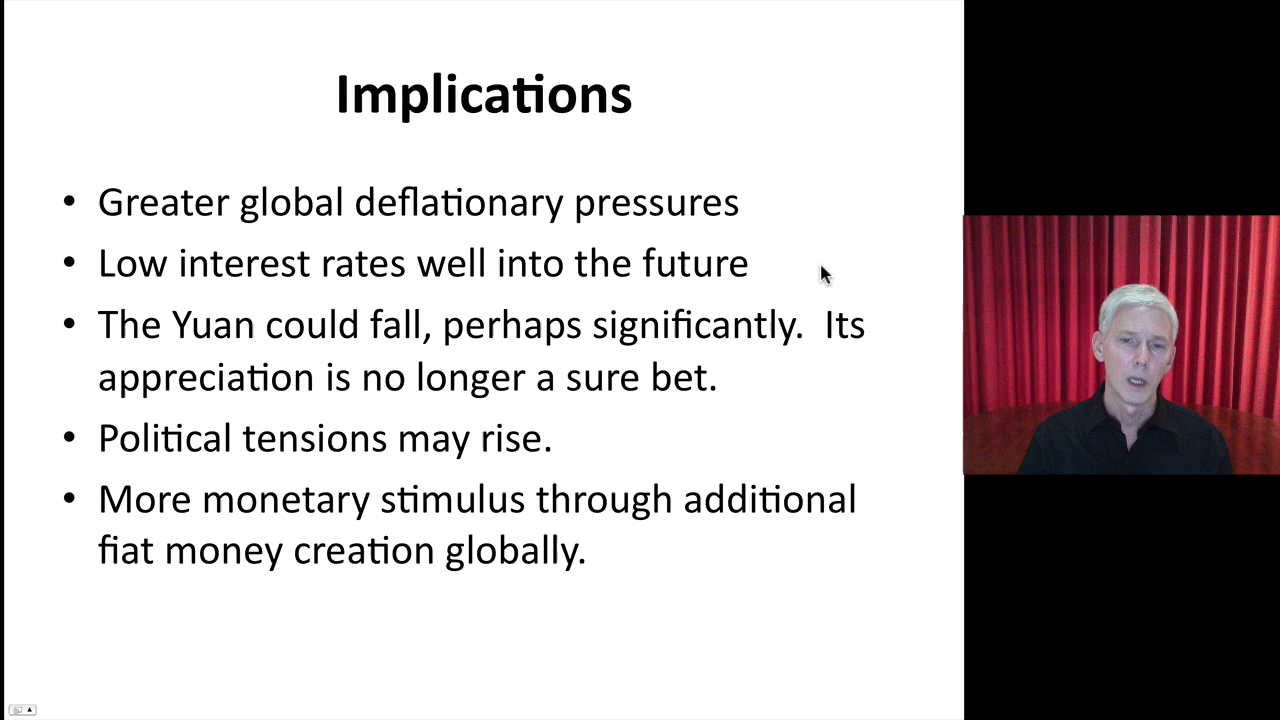 Implications
• Greater global deflationary pressures
• Low interest rates well into the future
• The Yuan could fall, perhaps significantly.  Its
appreciation is no longer a sure bet.
• Political tensions may rise.
• More monetary stimulus through additional
fiat money creation globally.